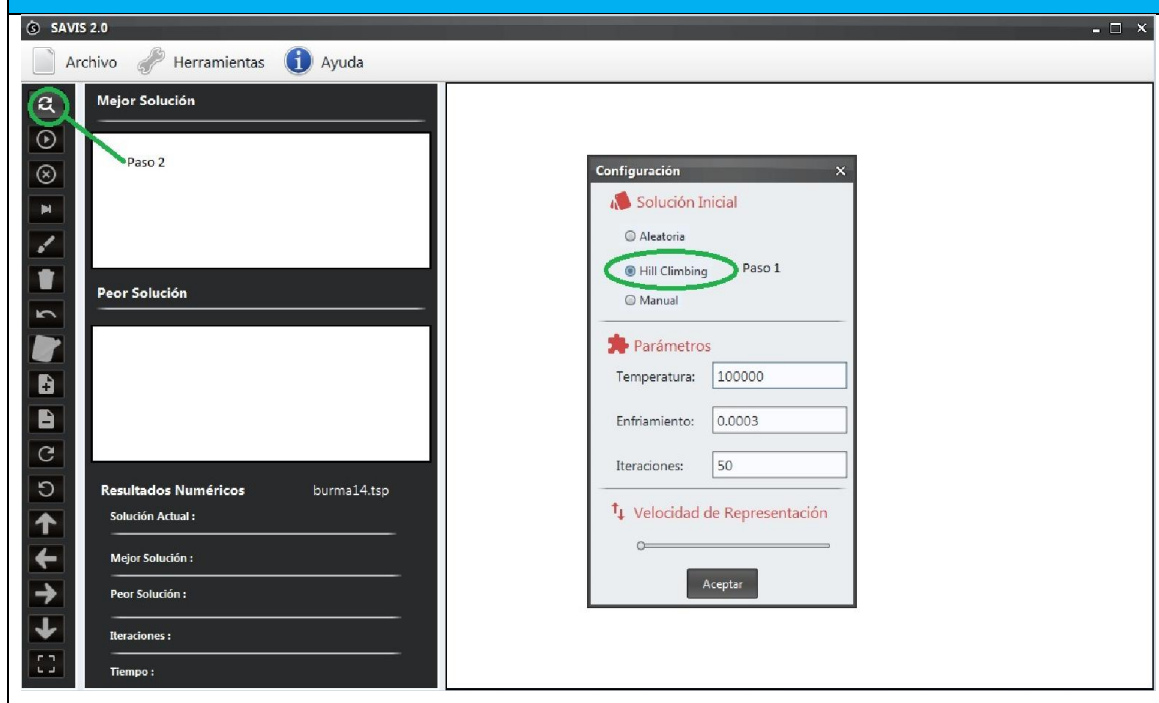 SAVIS 2.0
Archivo Herramientas Ayuda
Mejor Solución
Paso 2
Peor Solución
Resultados Numéricos burma14.tsp
Solución Actual :
Mejor Solución :
Peor Solución :
Iteraciones :
Tiempo :
Configuración
Solución Inicial
Aleatoria
Hill Climbing Paso 1
Manual
Parámetros
Temperatura: 100000
Enfriamiento: 0.0003
Iteraciones: 50
Velocidad de Representación
Aceptar